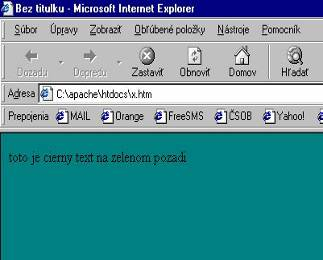 Bez titulku - Microsoft Internet Explorer
Súbor Úpravy Zobraziť Obľúbené položky Nástroje Pomocník
Dozadu Dopredu Zastaviť Obnoviť Domov Hľadať
Adresa C:\apache\htdocs\x.htm
Prepojenia MAIL Orange FreeSMS ČSOB Yahoo!
toto je cierny text na zelenom pozadi